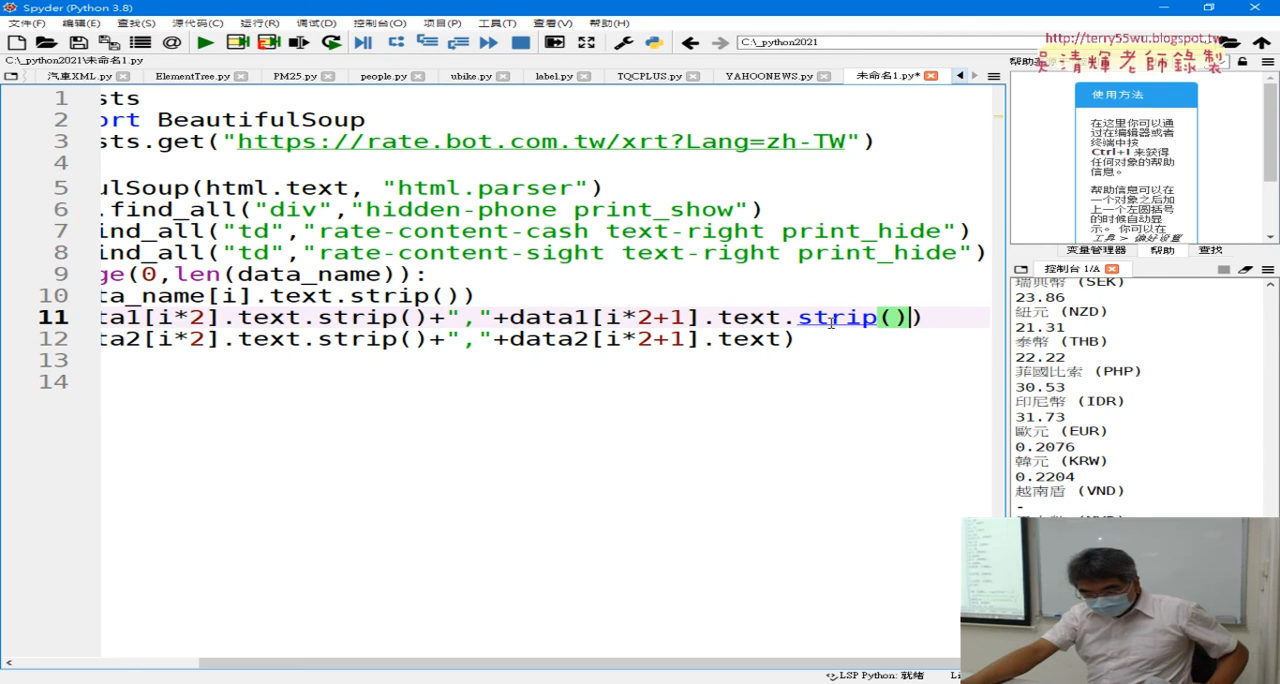 Spyder (Python 3.8)
文件(F) 编辑(E) 查找(S) 源代码(C) 运行(R) 调试(D) 控制台(O) 项目(P) 工具(T) 查看(V) 帮助(H)
C:\_python2021
http://terry55wu.blogspot.tw
吳清輝老師錄製
C:\_python2021\未命名1.py
汽車XML.py ElementTree.py PM25.py people.py ubike.py label.py TQCPLUS.py YAHOONEWS.py 未命名1.py*
1 sts
2 ort BeautifulSoup
3 sts.get("https://rate.bot.com.tw/xrt?Lang=zh-TW")
4
5 ulSoup(html.text, "html.parser")
6 .find_all("div","hidden-phone print_show")
7 ind_all("td","rate-content-cash text-right print_hide")
8 ind_all("td","rate-content-sight text-right print_hide")
9 ge(0,len(data_name)):
10 ta_name[i].text.strip())
11 ta1[i*2].text.strip()+","+data1[i*2+1].text.strip())
12 ta2[i*2].text.strip()+","+data2[i*2+1].text)
13
14
使用方法
在这里你可以通
过在编辑器或者
终端中按
Ctrl+I 来获得
任何对象的帮助
信息。
帮助信息可以在
一个对象之后加
上一个左圆括号
的时候自动显
示。 你可以在
工具 > 偏好设置
变量管理器 帮助 查找
控制台 1/A
瑞典幣 (SEK)
23.86
紐元 (NZD)
21.31
泰幣 (THB)
22.22
菲國比索 (PHP)
30.53
印尼幣 (IDR)
31.73
歐元 (EUR)
0.2076
韓元 (KRW)
0.2204
越南盾 (VND)
-
LSP Python: 就绪